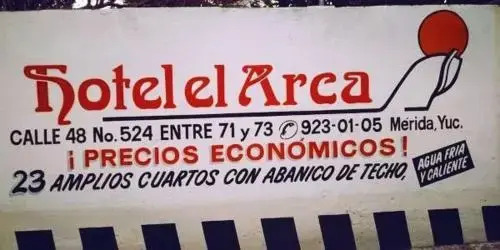 Hotel el Arca
CALLE 48 No. 524 ENTRE 71 y 73 ✆ 923-01-05 Mérida, Yuc.
¡PRECIOS ECONÓMICOS!
23 AMPLIOS CUARTOS CON ABANICO DE TECHO,
AGUA FRIA
Y CALIENTE